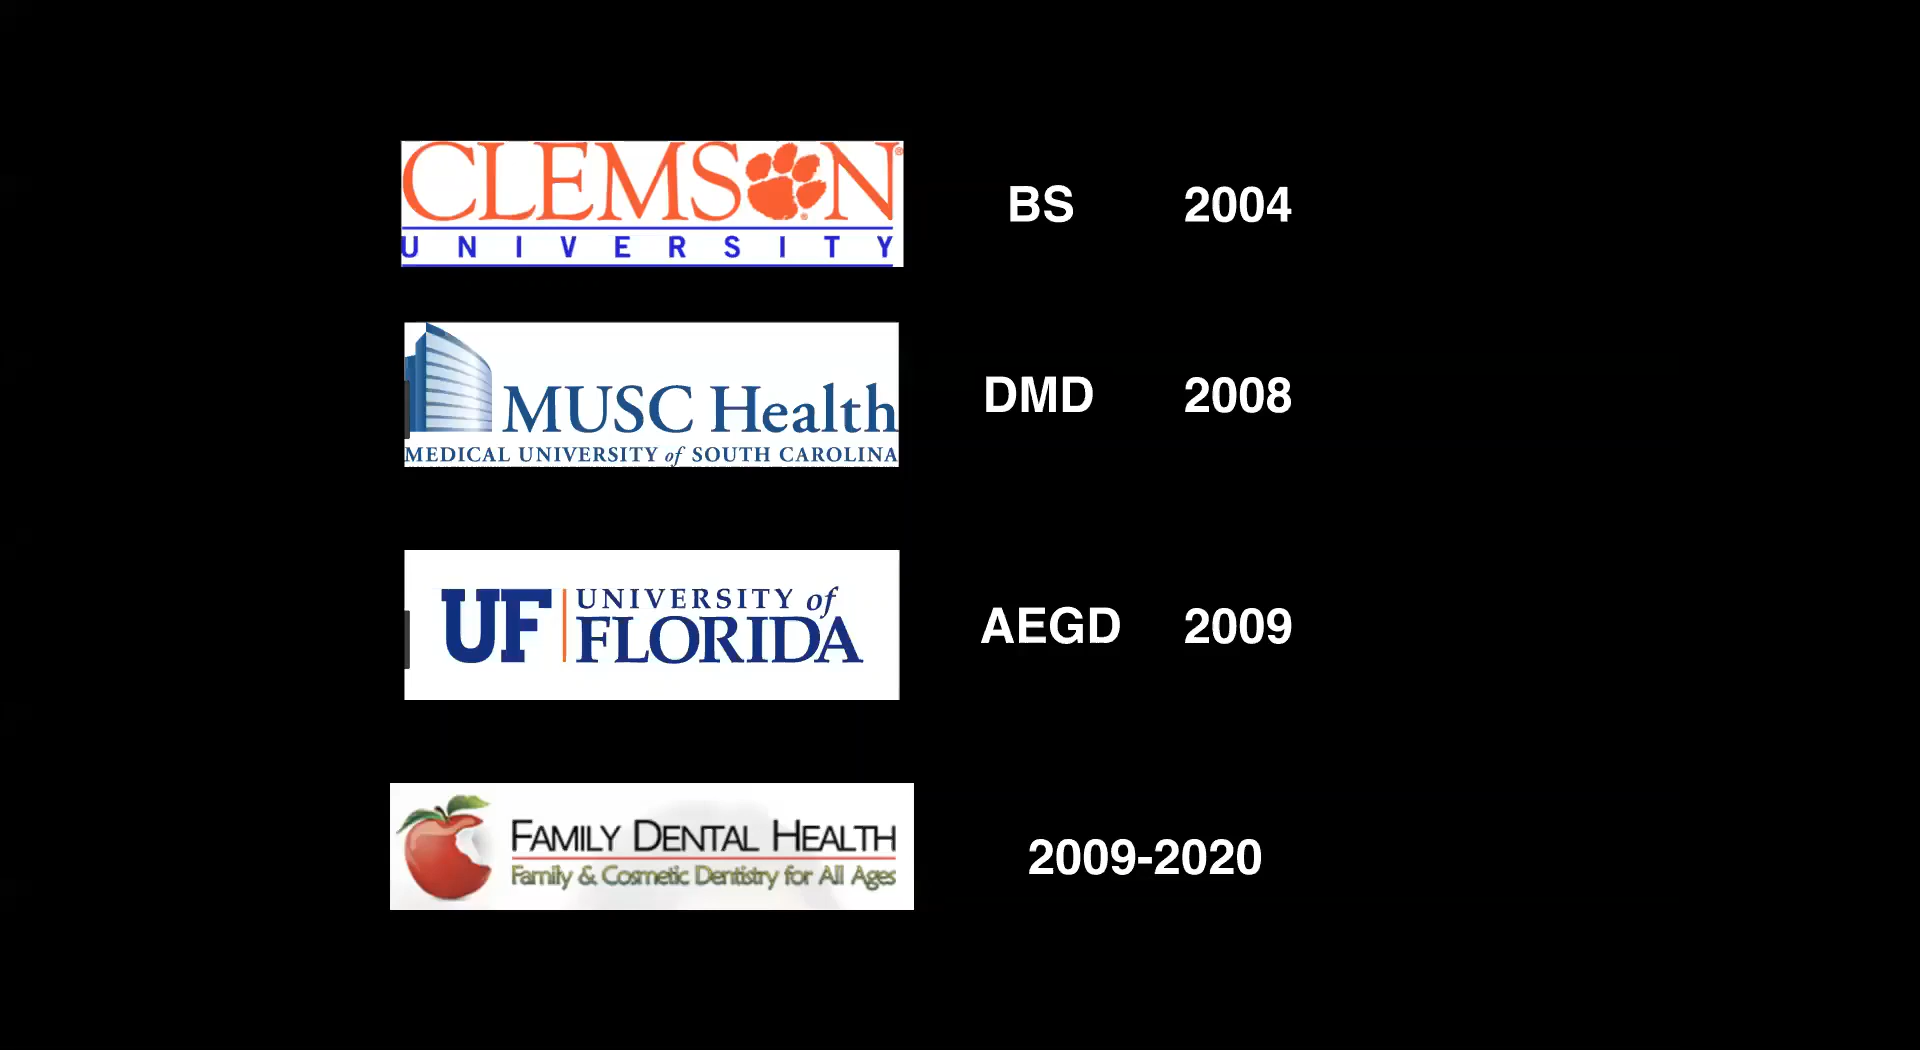 CLEMSON®
UNIVERSITY
BS 2004
MUSC Health
MEDICAL UNIVERSITY of SOUTH CAROLINA
DMD 2008
UF UNIVERSITY of
FLORIDA
AEGD 2009
FAMILY DENTAL HEALTH
Family & Cosmetic Dentistry for All Ages
2009-2020